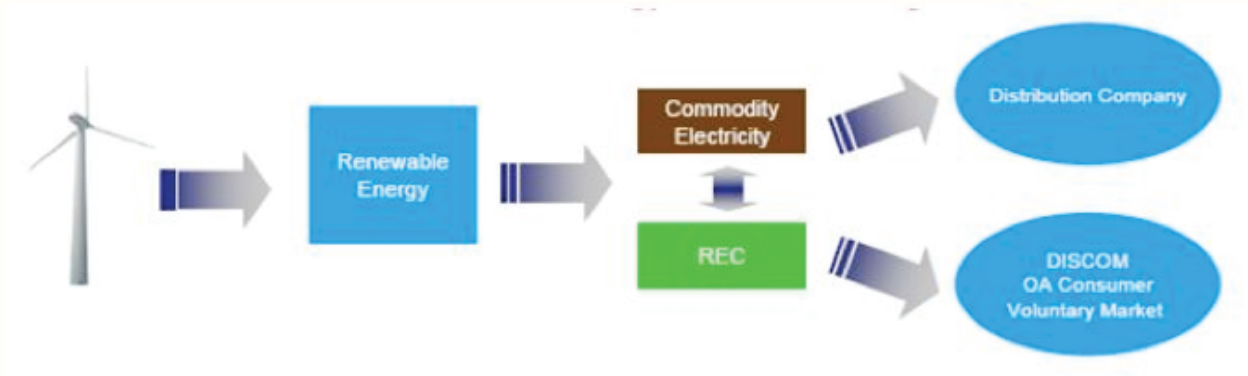 Renewable
Energy
Commodity
Electricity
REC
Distribution Company
DISCOM
OA Consumer
Voluntary Market